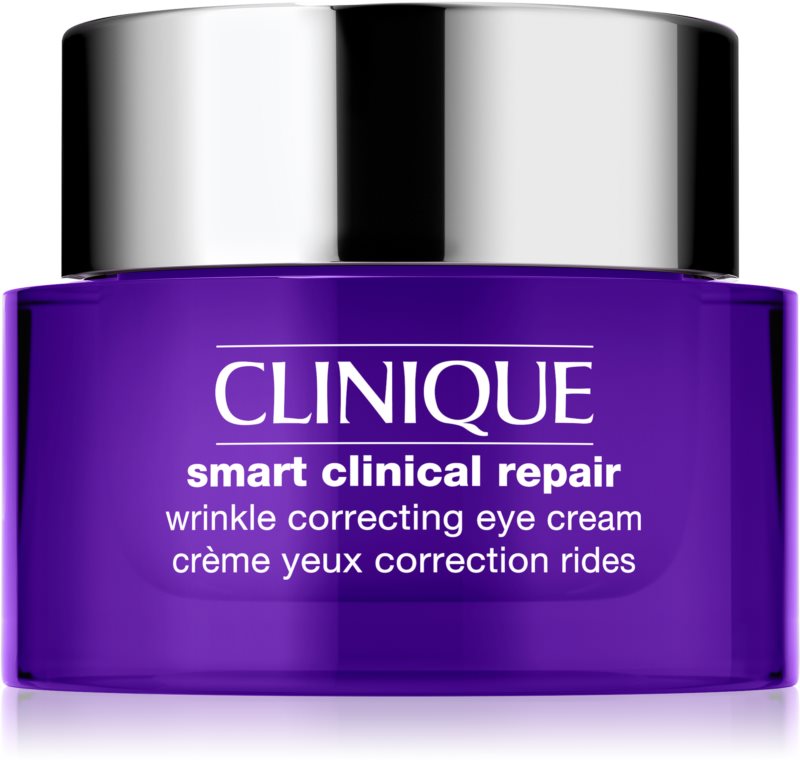 CLINIQUE
smart clinical repair
wrinkle correcting eye cream
crème yeux correction rides